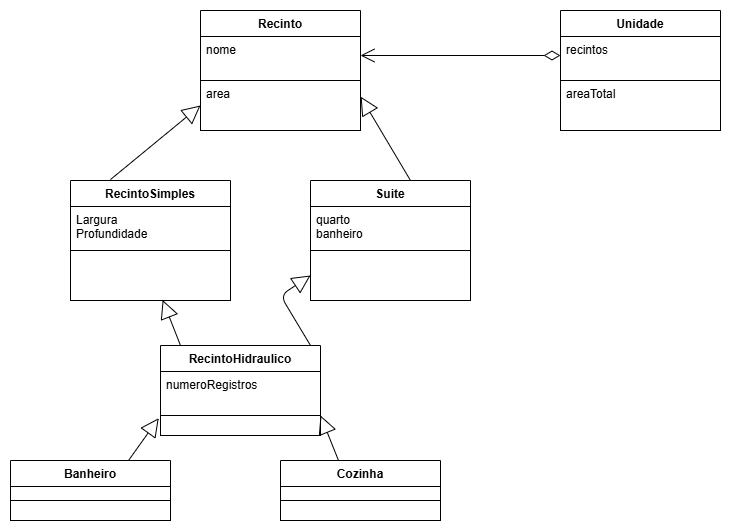 Recinto
nome
area
Unidade
recintos
areaTotal
RecintoSimples
Largura
Profundidade
Suite
quarto
banheiro
RecintoHidraulico
numeroRegistros
Banheiro
Cozinha